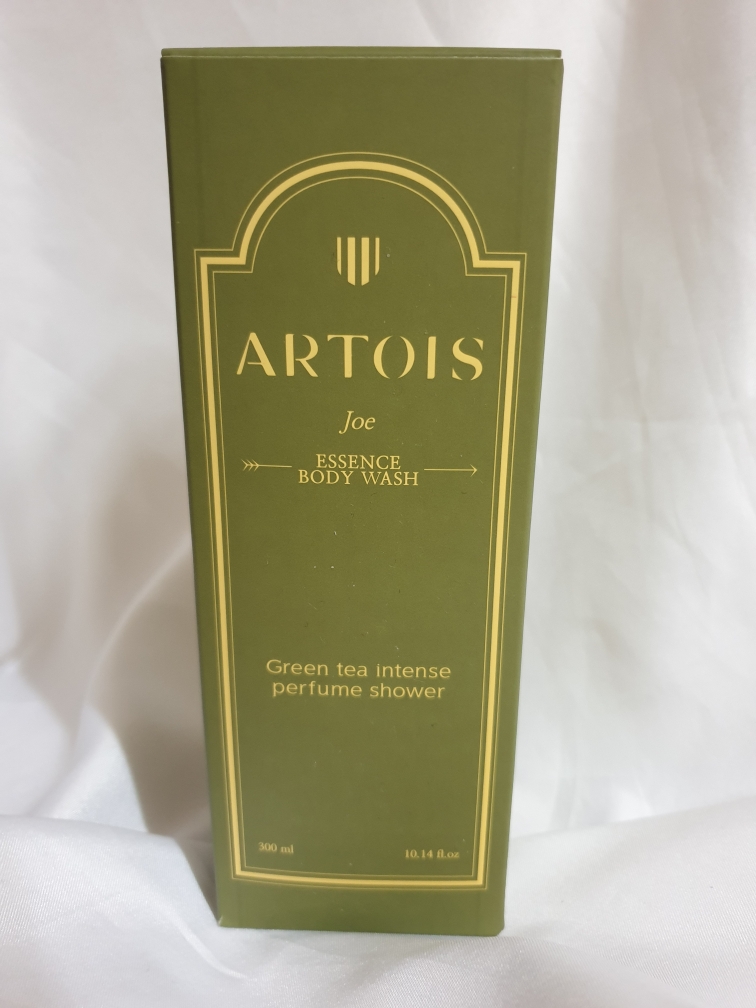 ARTOIS
Joe
ESSENCE
BODY WASH
Green tea intense
perfume shower
300 ml 10.14 fl.oz